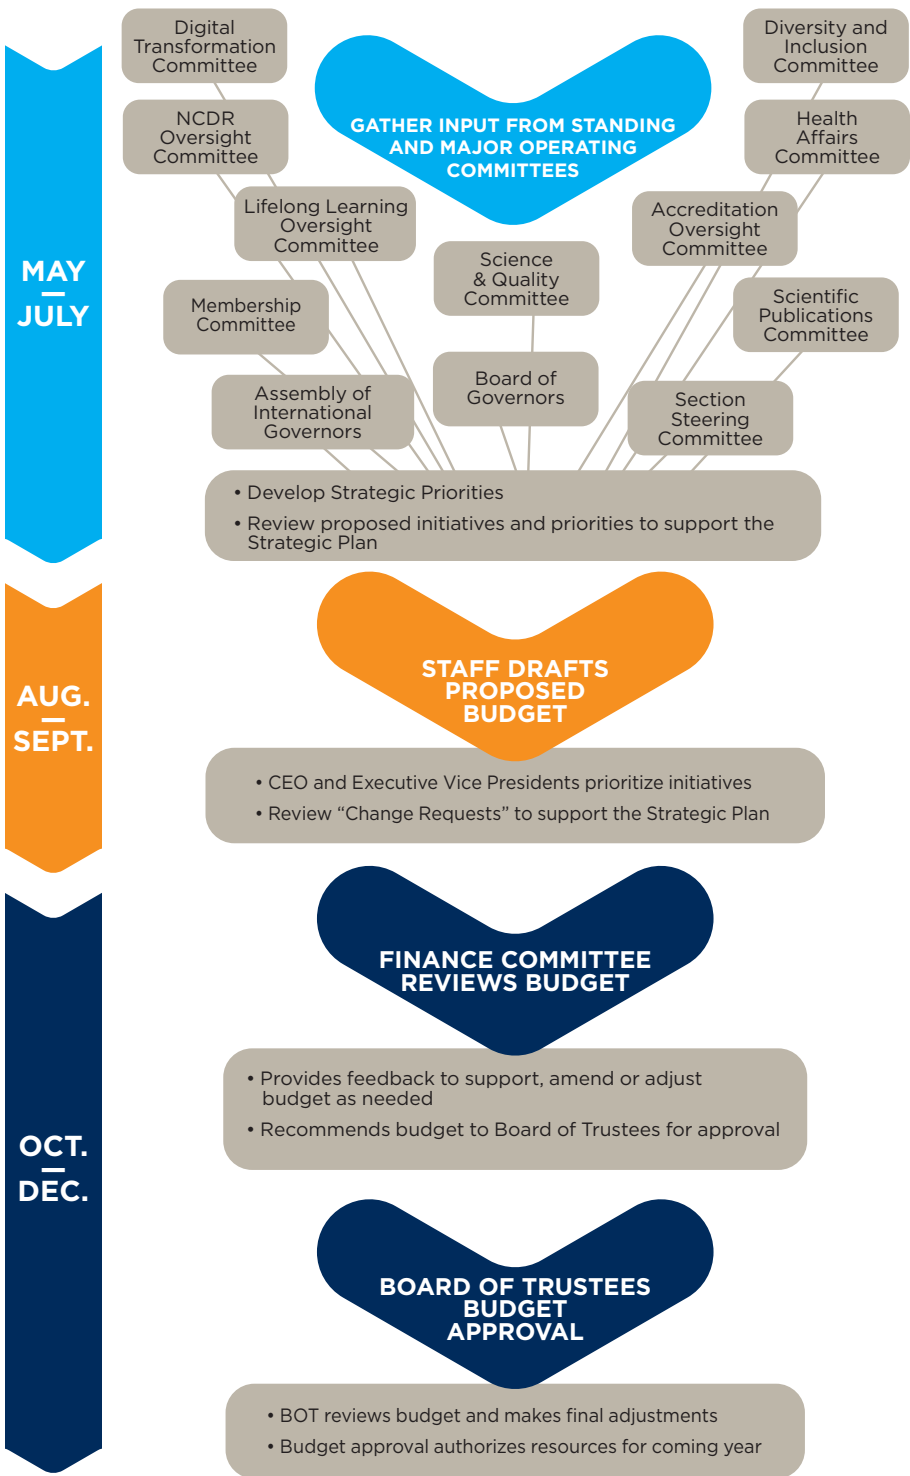 Digital
Transformation
Committee
Diversity and
Inclusion
Committee
NCDR
Oversight
Committee
GATHER INPUT FROM STANDING
AND MAJOR OPERATING
COMMITTEES
Health
Affairs
Committee
Lifelong Learning
Oversight
Committee
Accreditation
Oversight
Committee
Science
& Quality
Committee
MAY
—
JULY
Membership
Committee
Scientific
Publications
Committee
Assembly of
International
Governors
Board of
Governors
Section
Steering
Committee
• Develop Strategic Priorities
• Review proposed initiatives and priorities to support the
Strategic Plan
AUG.
—
SEPT.
STAFF DRAFTS
PROPOSED
BUDGET
• CEO and Executive Vice Presidents prioritize initiatives
• Review “Change Requests” to support the Strategic Plan
OCT.
—
DEC.
FINANCE COMMITTEE
REVIEWS BUDGET
• Provides feedback to support, amend or adjust
budget as needed
• Recommends budget to Board of Trustees for approval
BOARD OF TRUSTEES
BUDGET
APPROVAL
• BOT reviews budget and makes final adjustments
• Budget approval authorizes resources for coming year